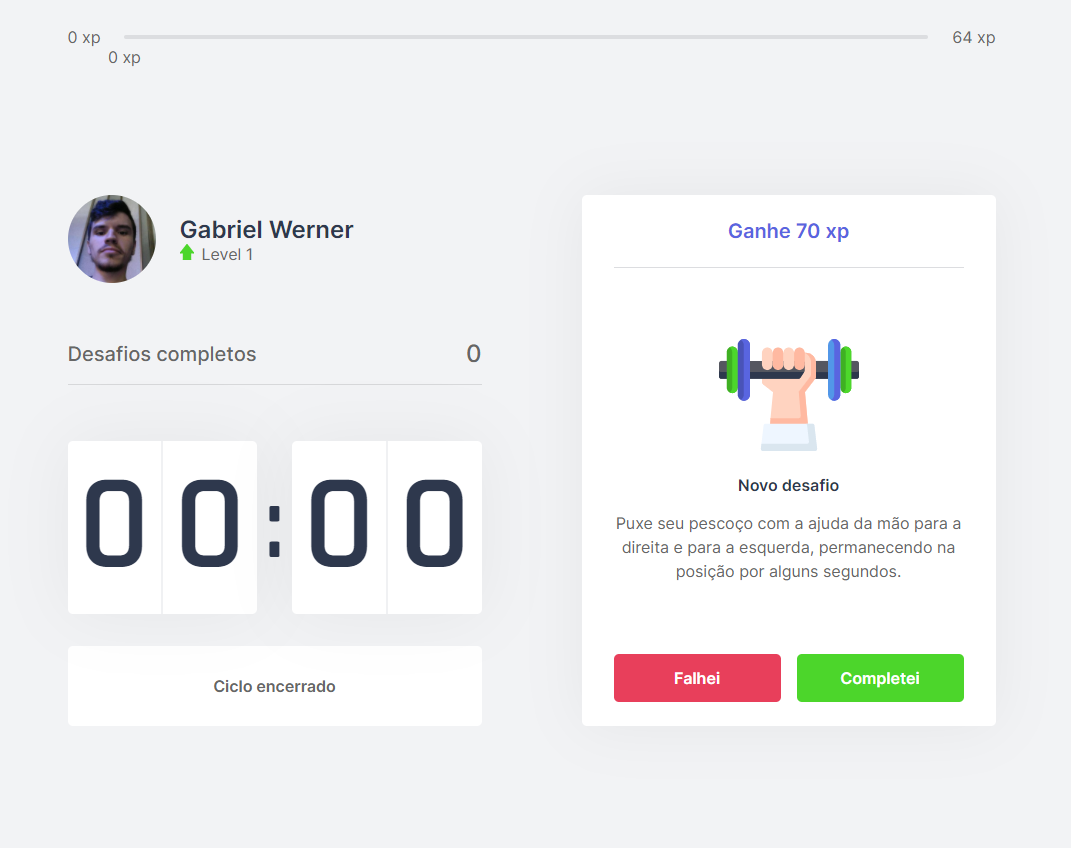 0 xp
64 xp
0 xp
Gabriel Werner
Level 1
Desafios completos
0
00:00
Ciclo encerrado
Ganhe 70 xp
Novo desafio
Puxe seu pescoço com a ajuda da mão para a
direita e para a esquerda, permanecendo na
posição por alguns segundos.
Falhei
Completei